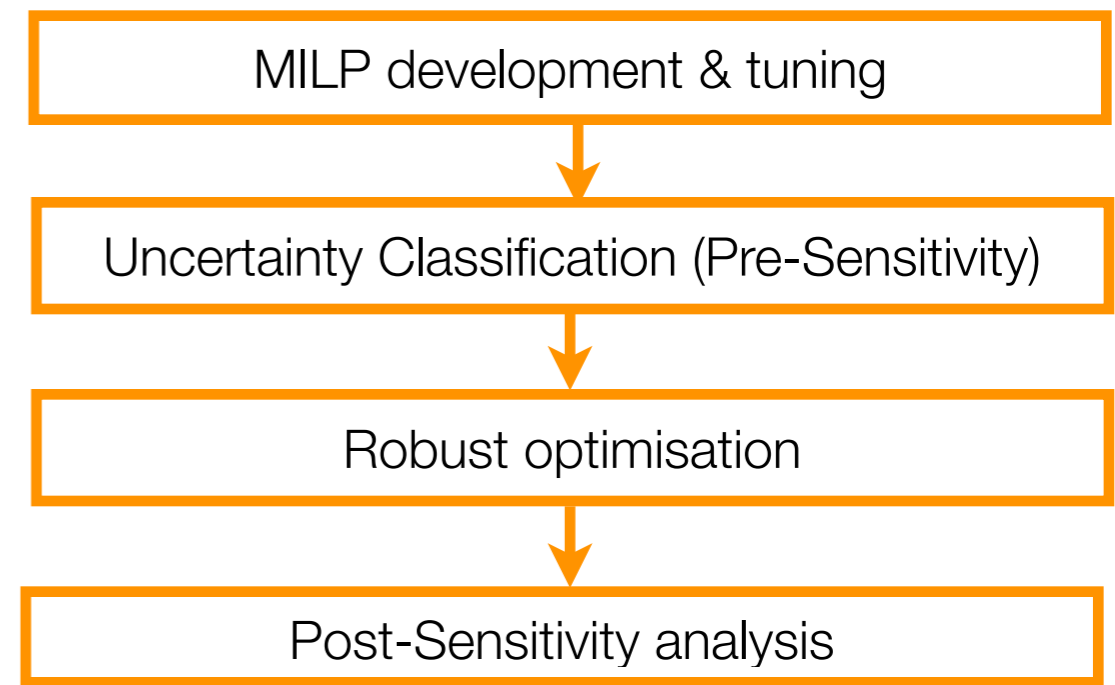 MILP development & tuning
Uncertainty Classification (Pre-Sensitivity)
Robust optimisation
Post-Sensitivity analysis